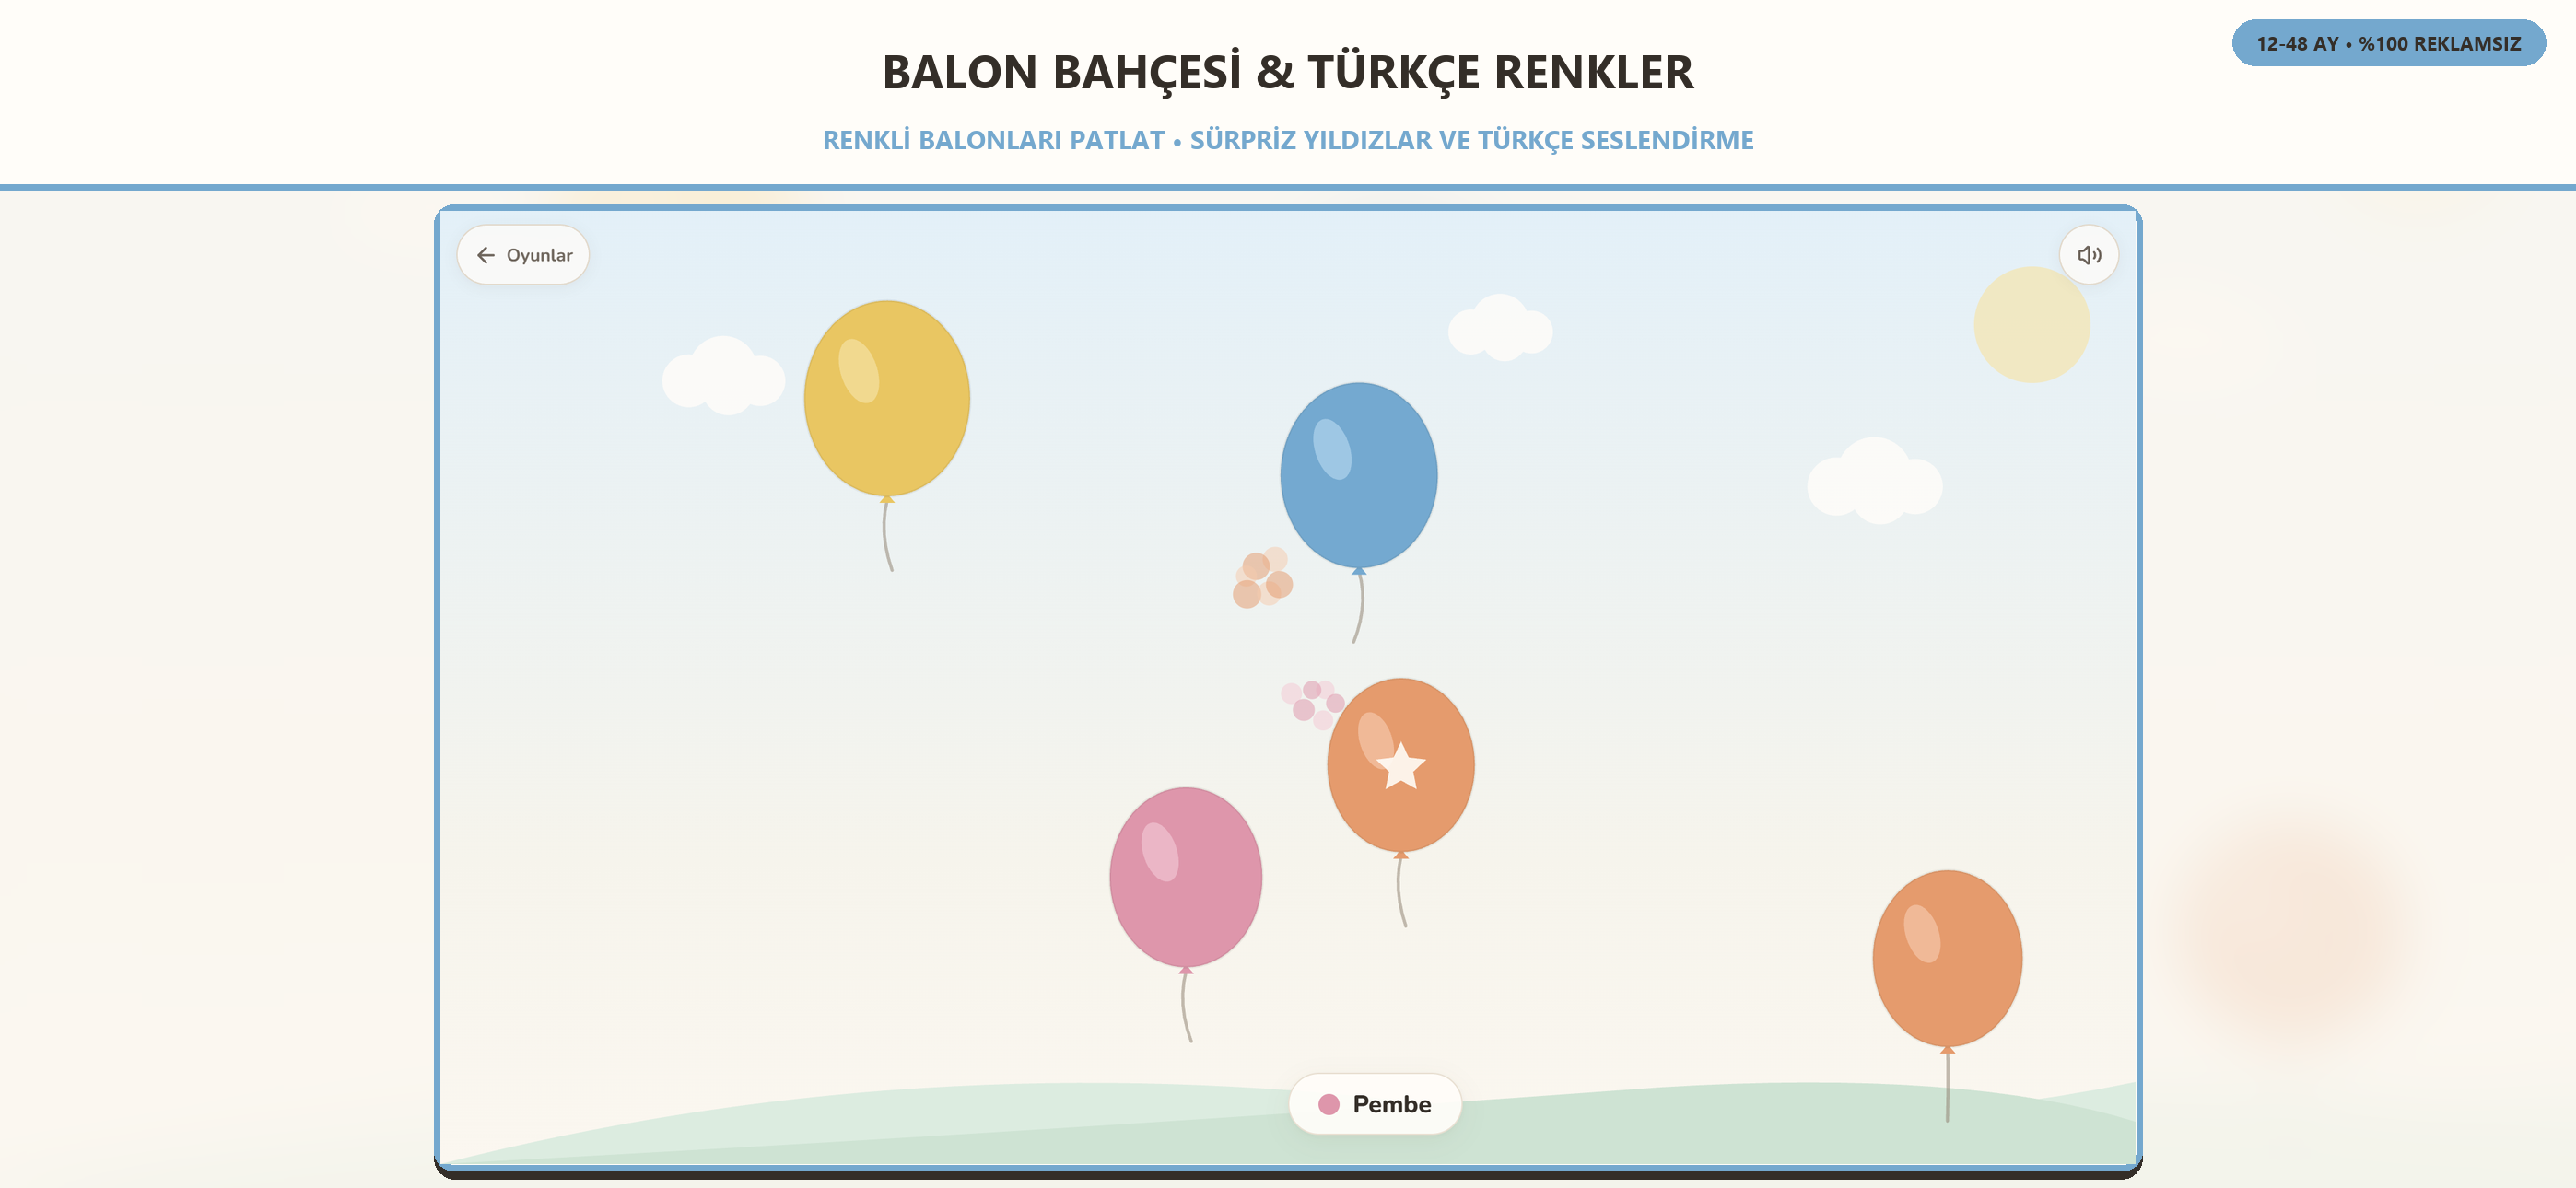 BALON BAHÇESİ & TÜRKÇE RENKLER
12-48 AY • %100 REKLAMSIZ
RENKLİ BALONLARI PATLAT • SÜRPRİZ YILDIZLAR VE TÜRKÇE SESLENDİRME
Oyunlar
Pembe